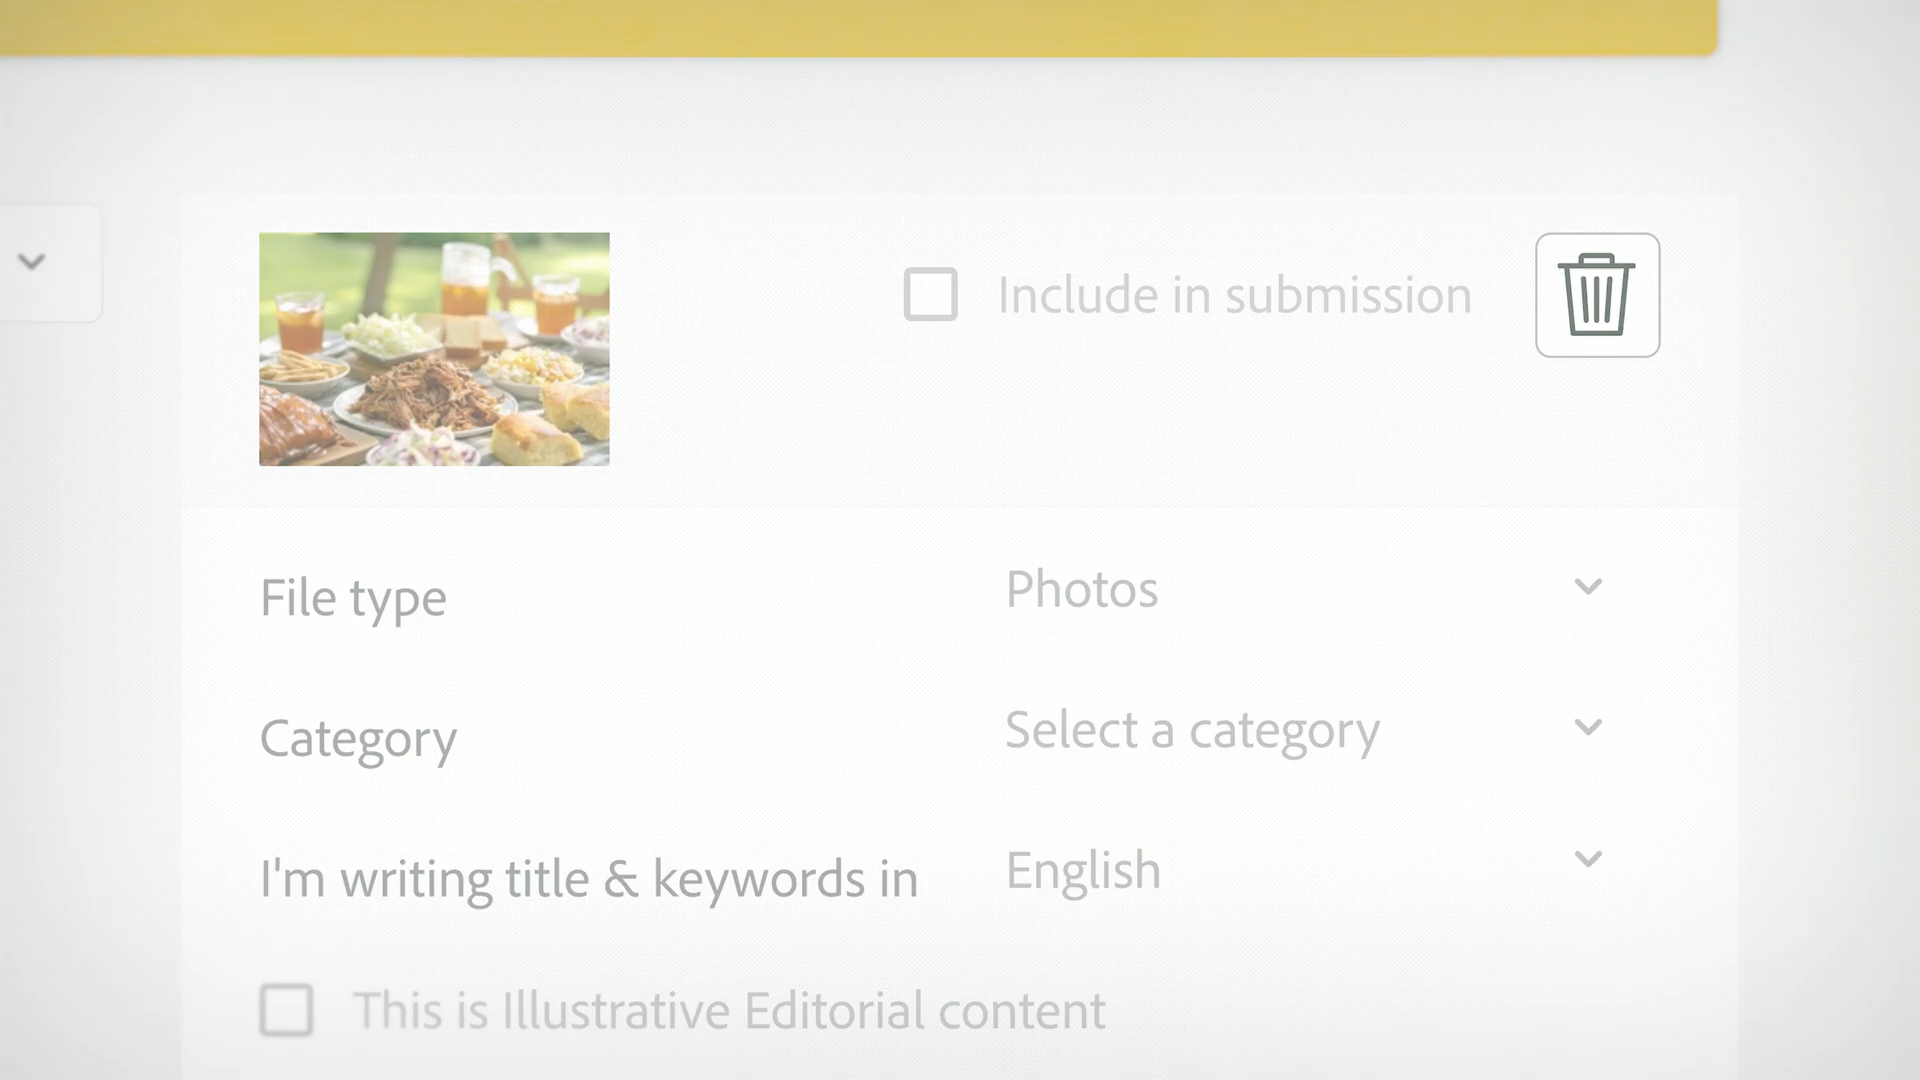 Include in submission
File type
Photos
Category
Select a category
I'm writing title & keywords in
English
This is Illustrative Editorial content